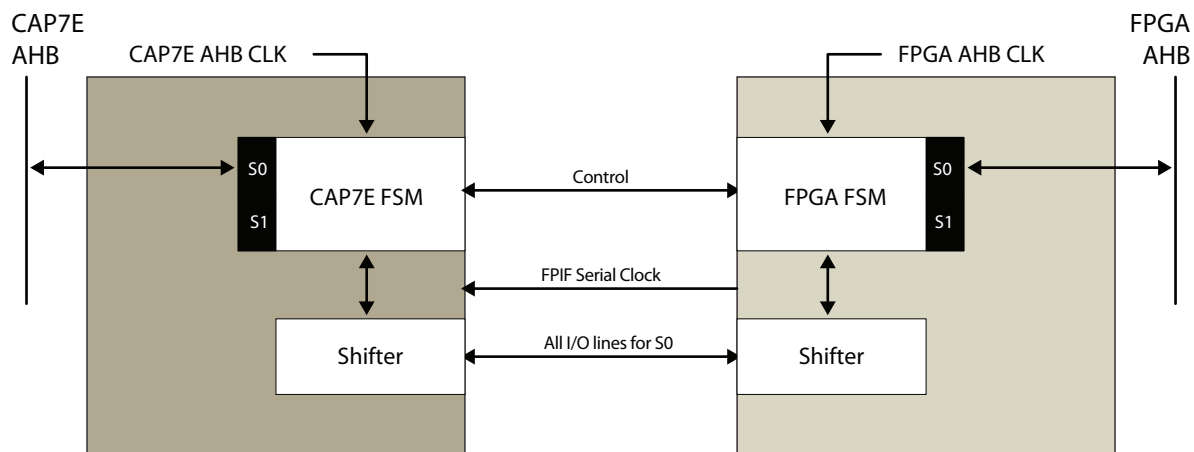 CAP7E
AHB
CAP7E AHB CLK
FPGA AHB CLK
FPGA
AHB
S0
S1
CAP7E FSM
Control
FPGA FSM
S0
S1
FPIF Serial Clock
Shifter
All I/O lines for S0
Shifter